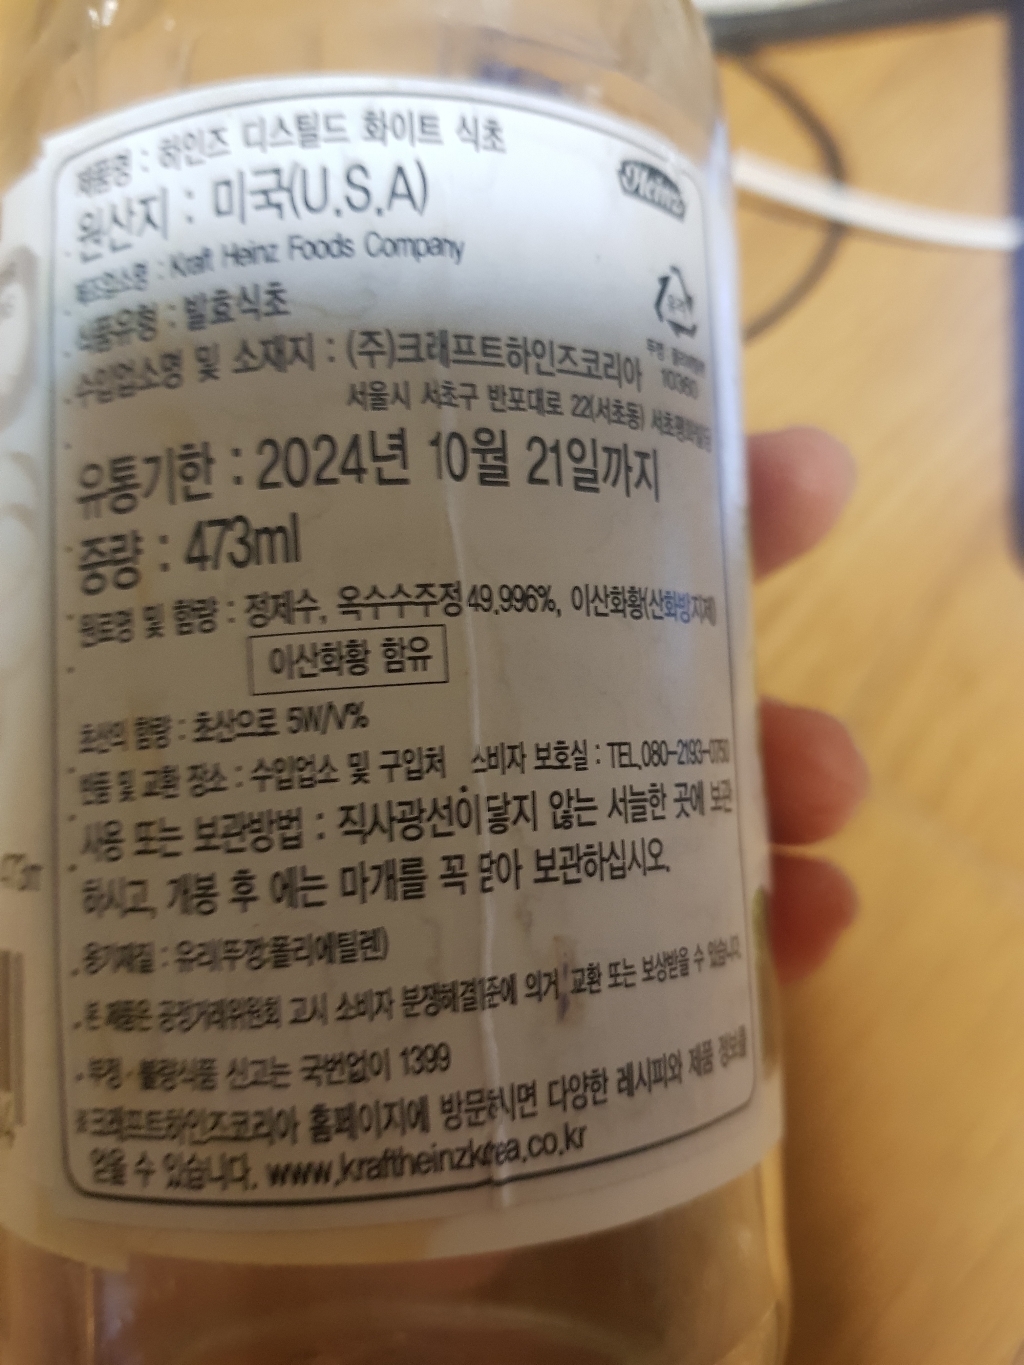 제품명 : 하인즈 디스틸드 화이트 식초
Heinz
원산지 : 미국(U.S.A)
제조업소명 : Kraft Heinz Foods Company
식품유형 : 발효식초
수입업소명 및 소재지 : (주)크래프트하인즈코리아
서울시 서초구 반포대로 22(서초동) 서초평화빌딩
유통기한 : 2024년 10월 21일까지
중량 : 473ml
원료명 및 함량 : 정제수, 옥수수주정 49.996%, 이산화황(산화방지제)
이산화황 함유
초산의 함량 : 초산으로 5W/V%
반품 및 교환 장소 : 수입업소 및 구입처 소비자 보호실 : TEL.080-2193-0750
사용 또는 보관방법 : 직사광선이 닿지 않는 서늘한 곳에 보관
하시고, 개봉 후 에는 마개를 꼭 닫아 보관하십시오.
용기재질 : 유리(뚜껑:폴리에틸렌)
본 제품은 공정거래위원회 고시 소비자 분쟁해결기준에 의거 교환 또는 보상받을 수 있습니다.
부정·불량식품 신고는 국번없이 1399
※크래프트하인즈코리아 홈페이지에 방문하시면 다양한 레시피와 제품 정보를
얻을 수 있습니다. www.kraftheinzkorea.co.kr